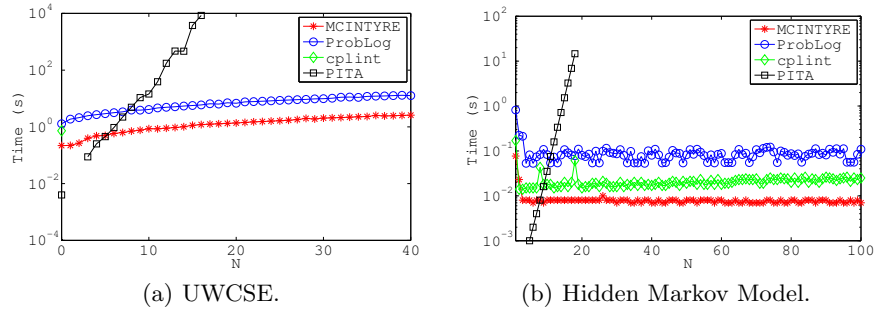 10^4
10^2
10^0
10^-2
10^-4
Time (s)
0
10
20
30
40
N
MCINTYRE
ProbLog
cplint
PITA
(a) UWCSE.
10^2
10^1
10^0
10^-1
10^-2
10^-3
Time (s)
20
40
60
80
100
N
MCINTYRE
ProbLog
cplint
PITA
(b) Hidden Markov Model.